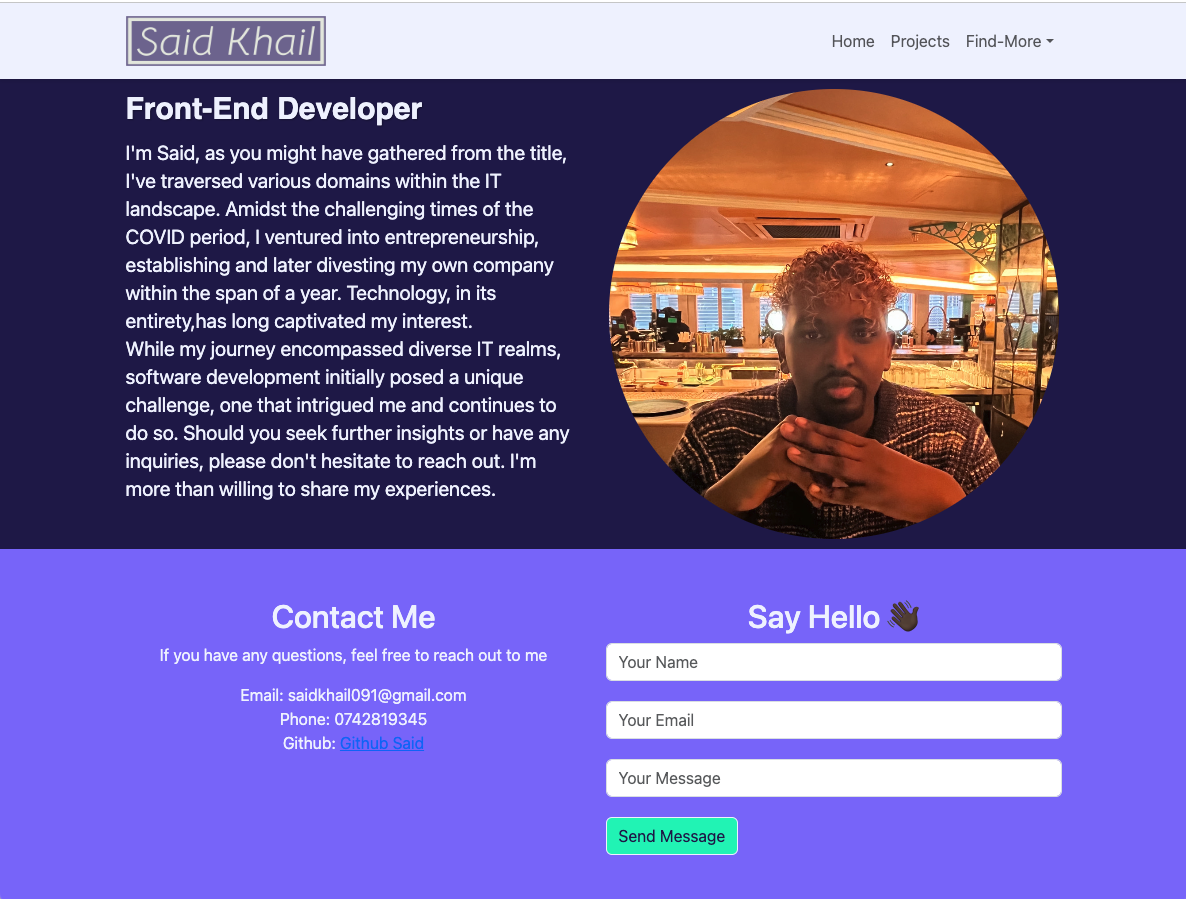 Said Khail
Home Projects Find-More
Front-End Developer
I'm Said, as you might have gathered from the title,
I've traversed various domains within the IT
landscape. Amidst the challenging times of the
COVID period, I ventured into entrepreneurship,
establishing and later divesting my own company
within the span of a year. Technology, in its
entirety,has long captivated my interest.
While my journey encompassed diverse IT realms,
software development initially posed a unique
challenge, one that intrigued me and continues to
do so. Should you seek further insights or have any
inquiries, please don't hesitate to reach out. I'm
more than willing to share my experiences.
Contact Me
If you have any questions, feel free to reach out to me
Email: saidkhail091@gmail.com
Phone: 0742819345
Github: Github Said
Say Hello 👋🏿
Your Name
Your Email
Your Message
Send Message